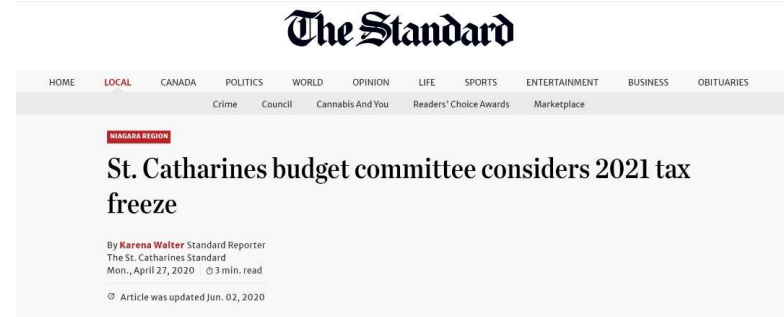 The Standard
HOME LOCAL CANADA POLITICS WORLD OPINION LIFE SPORTS ENTERTAINMENT BUSINESS OBITUARIES
Crime Council Cannabis And You Readers' Choice Awards Marketplace
NIAGARA REGION
St. Catharines budget committee considers 2021 tax
freeze
By Karena Walter Standard Reporter
The St. Catharines Standard
Mon., April 27, 2020 3 min. read
Article was updated Jun. 02, 2020